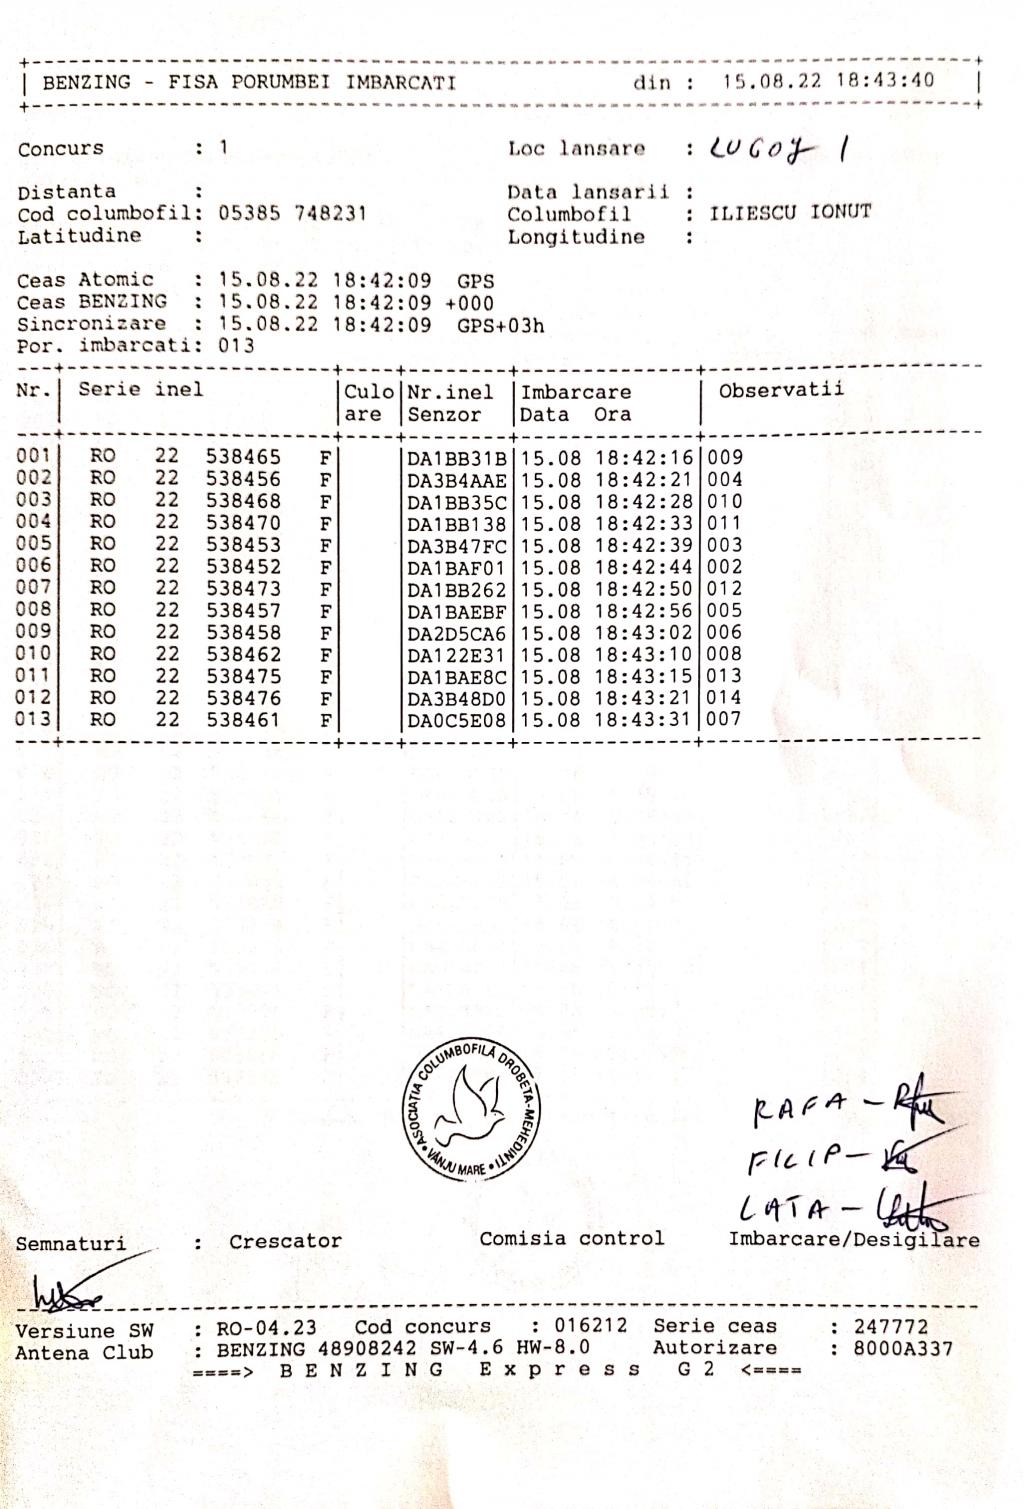 BENZING - FISA PORUMBEI IMBARCATI din : 15.08.22 18:43:40
Concurs : 1 Loc lansare : LUGOJ 1
Distanta : Data lansarii :
Cod columbofil: 05385 748231 Columbofil : ILIESCU IONUT
Latitudine : Longitudine :
Ceas Atomic : 15.08.22 18:42:09 GPS
Ceas BENZING : 15.08.22 18:42:09 +000
Sincronizare : 15.08.22 18:42:09 GPS+03h
Por. imbarcati: 013
Nr. Serie inel Culo Nr.inel Imbarcare Observatii
are Senzor Data Ora
001 RO 22 538465 F DA1BB31B 15.08 18:42:16 009
002 RO 22 538456 F DA3B4AAE 15.08 18:42:21 004
003 RO 22 538468 F DA1BB35C 15.08 18:42:28 010
004 RO 22 538470 F DA1BB138 15.08 18:42:33 011
005 RO 22 538453 F DA3B47FC 15.08 18:42:39 003
006 RO 22 538452 F DA1BAF01 15.08 18:42:44 002
007 RO 22 538473 F DA1BB262 15.08 18:42:50 012
008 RO 22 538457 F DA1BAEBF 15.08 18:42:56 005
009 RO 22 538458 F DA2D5CA6 15.08 18:43:02 006
010 RO 22 538462 F DA122E31 15.08 18:43:10 008
011 RO 22 538475 F DA1BAE8C 15.08 18:43:15 013
012 RO 22 538476 F DA3B48D0 15.08 18:43:21 014
013 RO 22 538461 F DA0C5E08 15.08 18:43:31 007
ASOCIAȚIA COLUMBOFILĂ DROBETA-MEHEDINȚI
VÂNJU MARE
RAFA -
FILIP -
LATA -
Semnaturi : Crescator Comisia control Imbarcare/Desigilare
Versiune SW : RO-04.23 Cod concurs : 016212 Serie ceas : 247772
Antena Club : BENZING 48908242 SW-4.6 HW-8.0 Autorizare : 8000A337
====> B E N Z I N G E x p r e s s G 2 <====